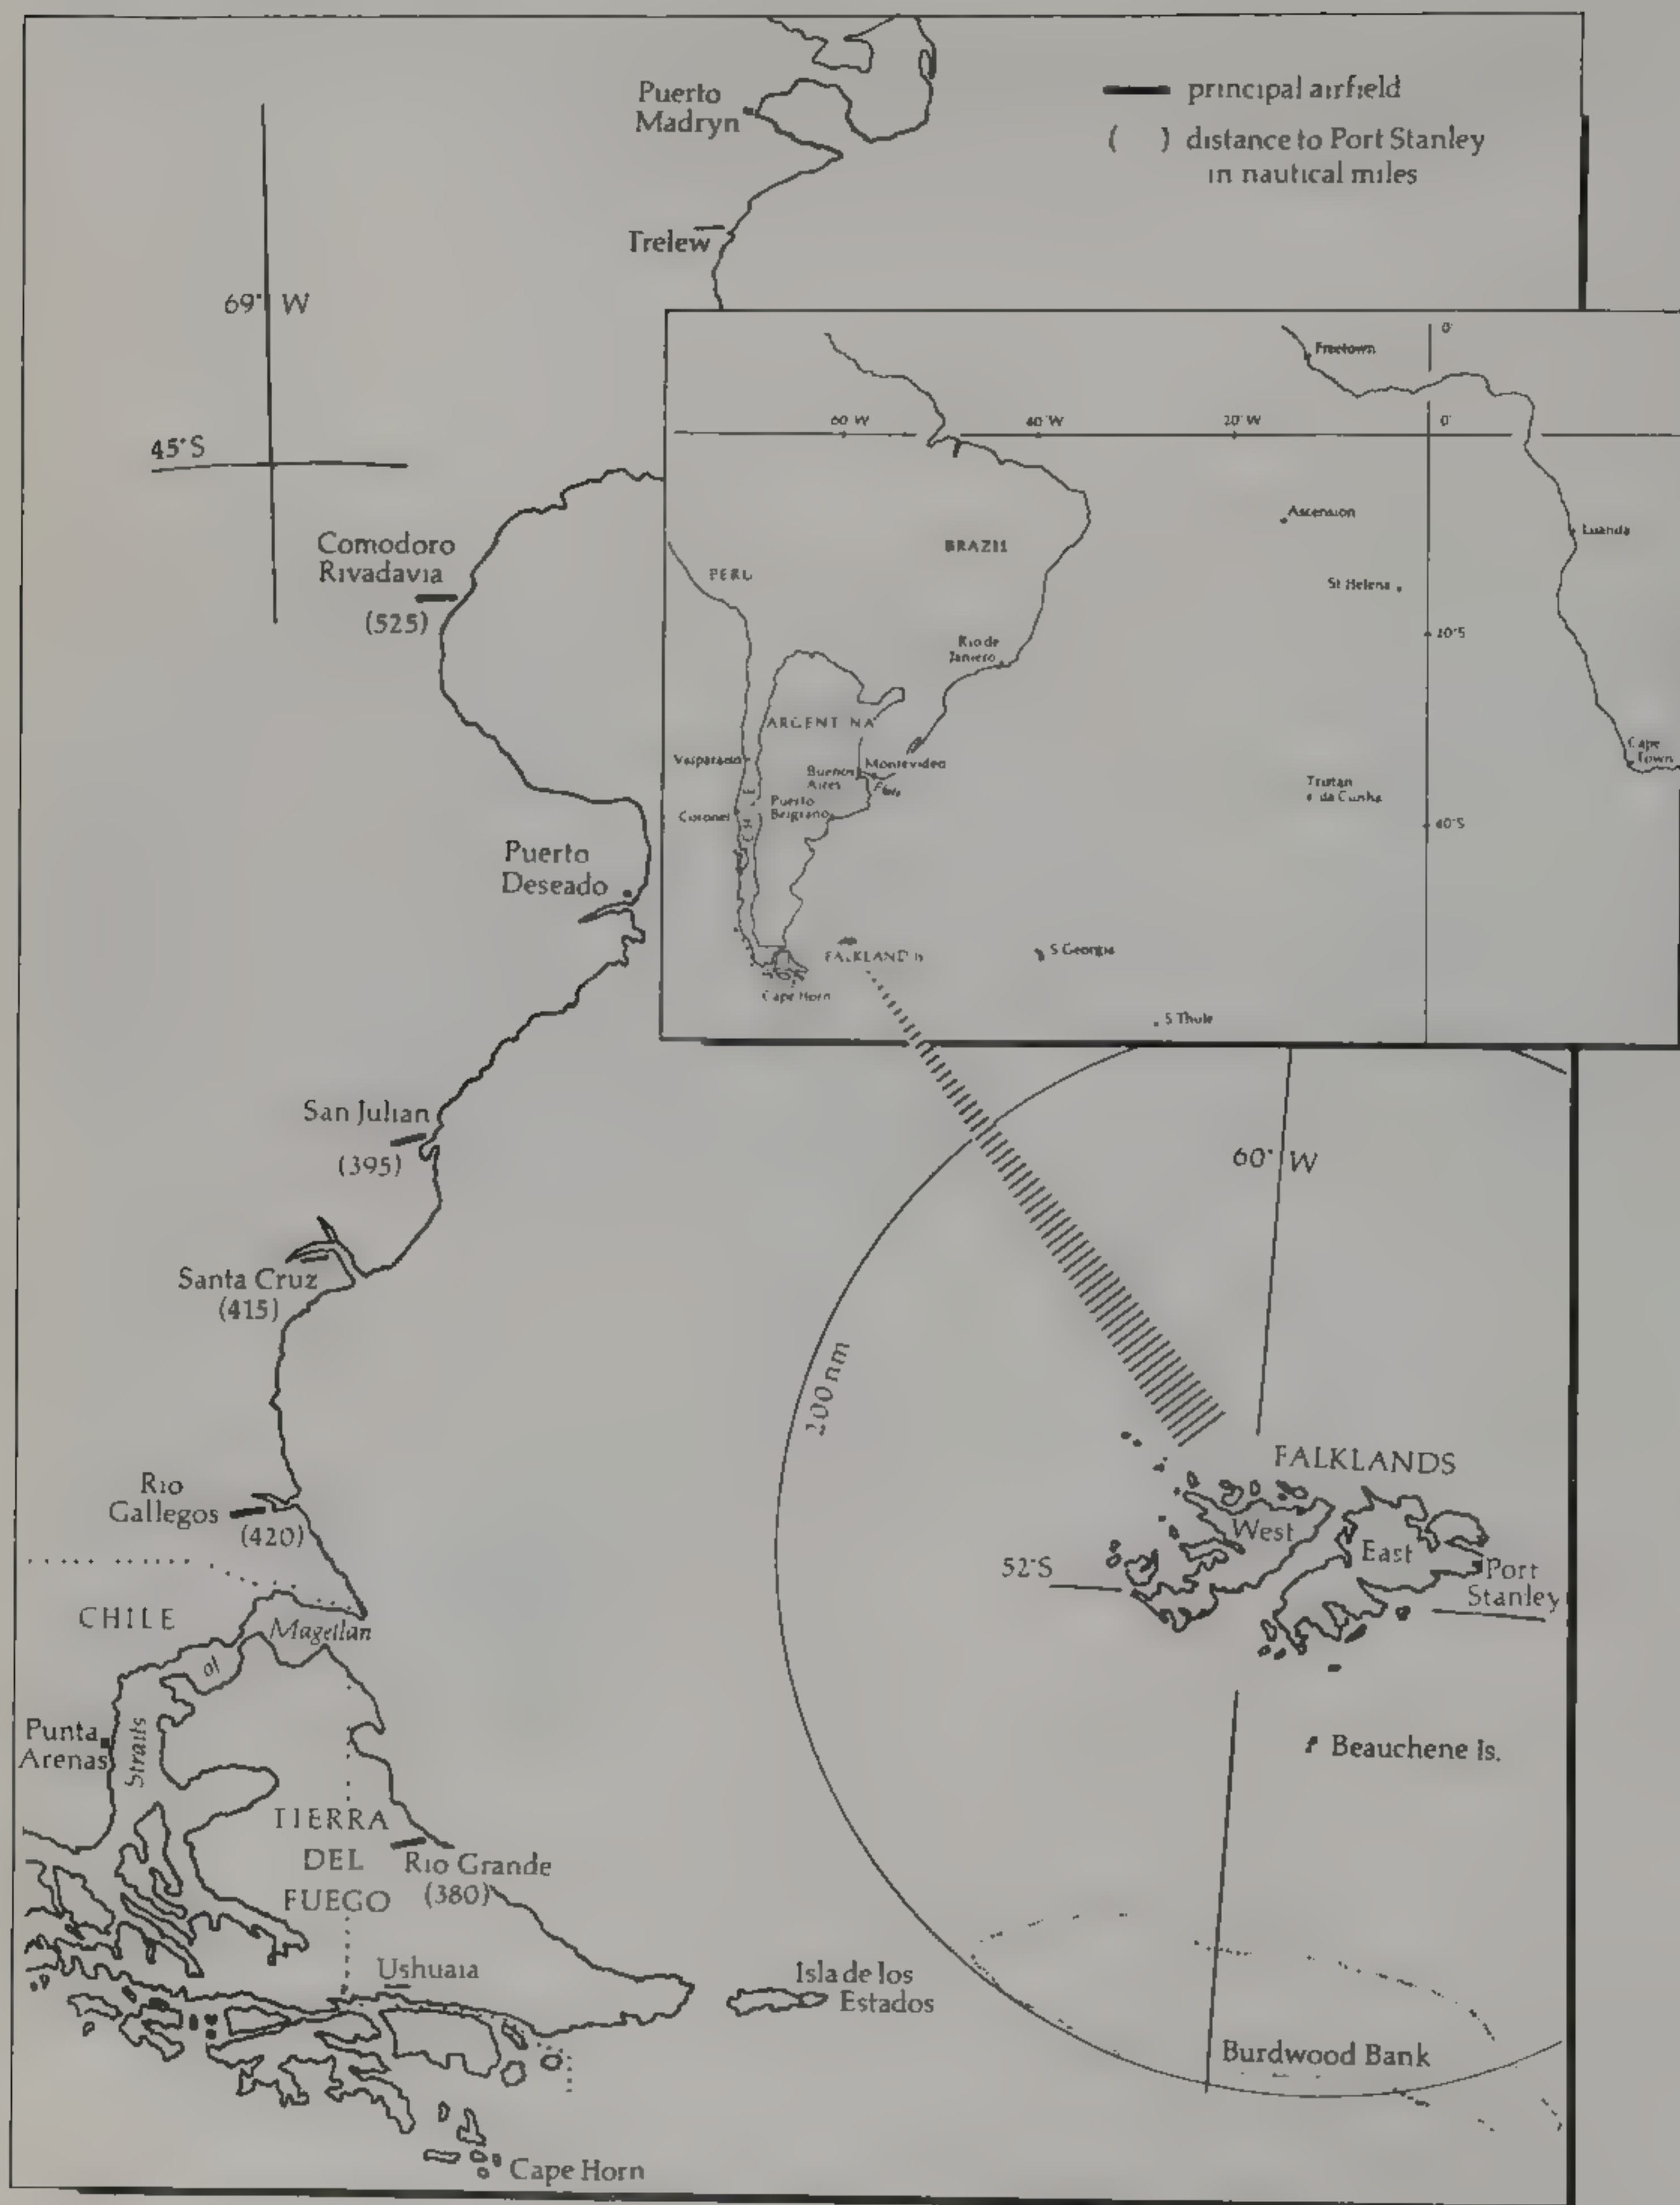 Puerto
Madryn
principal airfield
( ) distance to Port Stanley
in nautical miles
Trelew
69° W
45°S
Comodoro
Rivadavia
(525)
Puerto
Deseado
San Julian
(395)
Santa Cruz
(415)
Rio
Gallegos
(420)
CHILE
Straits
of
Magellan
Punta
Arenas
TIERRA
DEL
FUEGO
Rio Grande
(380)
Ushuaia
Isla de los
Estados
Cape Horn
0°
Freetown
60°W
40°W
20°W
0°
Ascension
Luanda
BRAZIL
PERU
St Helena
20°S
Rio de
Janiero
ARGENTINA
Valparaiso
Buenos
Aires
Montevideo
Plate
Cape
Town
Coronel
CHILE
Puerto
Belgrano
Tristan
da Cunha
40°S
FALKLAND Is
S Georgia
Cape Horn
S Thule
60° W
200nm
FALKLANDS
West
East
Port
Stanley
52°S
Beauchene Is.
Burdwood Bank